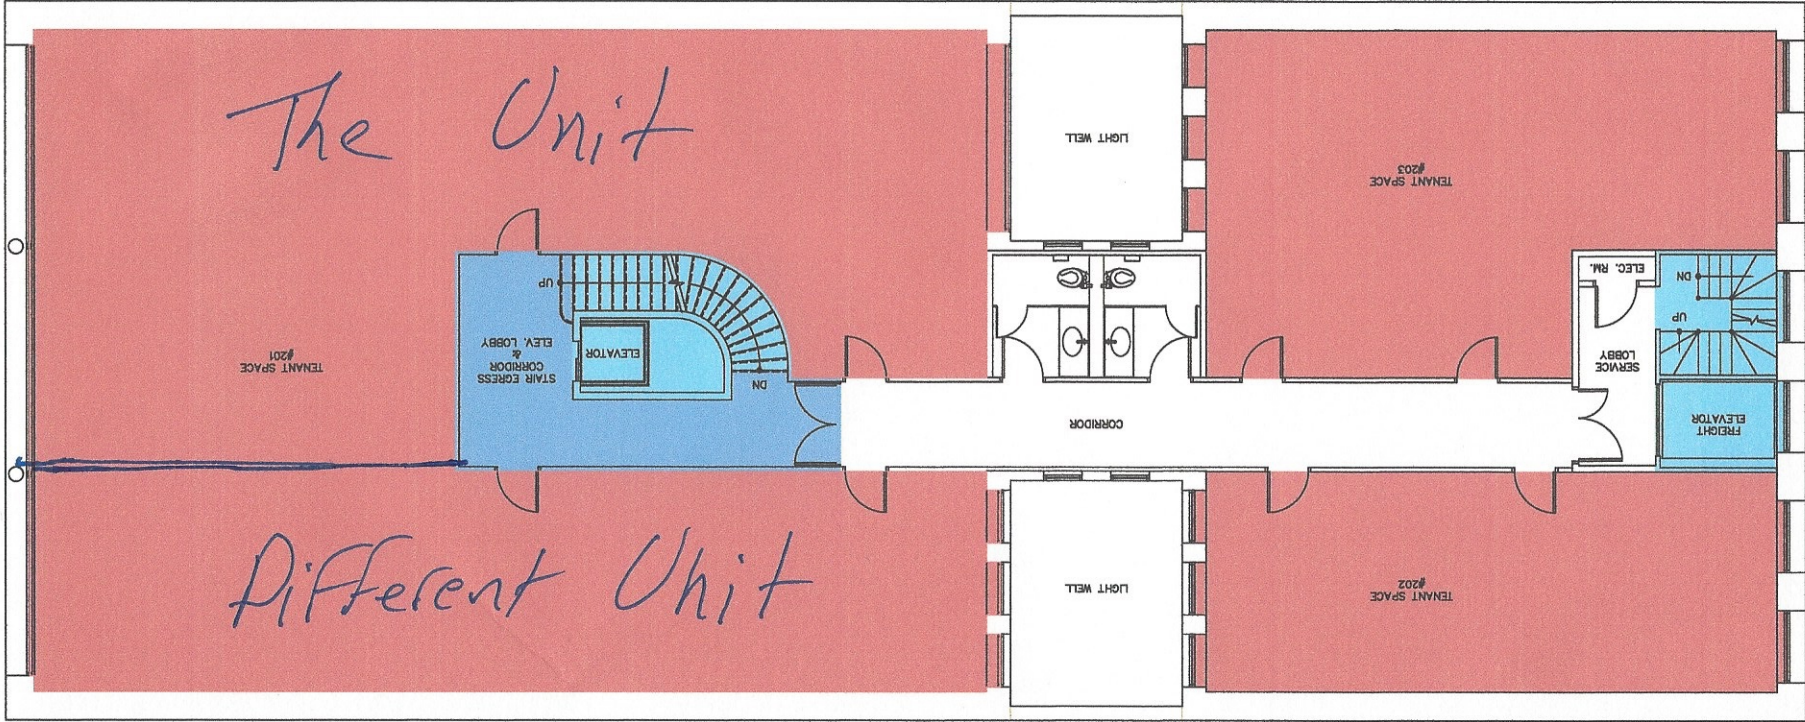 The Unit
LIGHT WELL
TENANT SPACE
#203
ELEC. RM.
DN
UP
UP
STAIR EGRESS
CORRIDOR
&
ELEV. LOBBY
ELEVATOR
DN
TENANT SPACE
#201
SERVICE
LOBBY
CORRIDOR
FREIGHT
ELEVATOR
Different Unit
LIGHT WELL
TENANT SPACE
#202